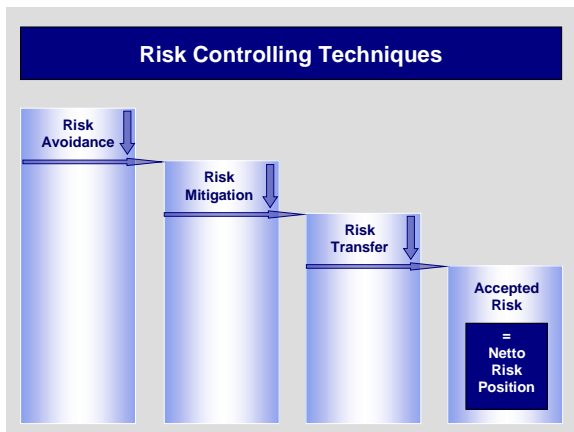 Risk Controlling Techniques
Risk
Avoidance
Risk
Mitigation
Risk
Transfer
Accepted
Risk
=
Netto
Risk
Position